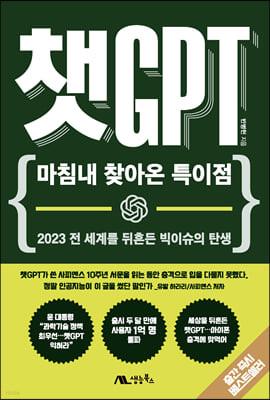 챗GPT
반병현 지음
마침내 찾아온 특이점
2023 전 세계를 뒤흔든 빅이슈의 탄생
챗GPT가 쓴 사피엔스 10주년 서문을 읽는 동안 충격으로 입을 다물지 못했다.
정말 인공지능이 이 글을 썼단 말인가 _유발 하라리/사피엔스 저자
윤 대통령
“과학기술 정책
최우선…챗GPT
익혀라”
출시 두 달 만에
사용자 1억 명
돌파
세상을 뒤흔든
챗GPT…아이폰
충격에 맞먹어
생능북스
출간 즉시
베스트셀러